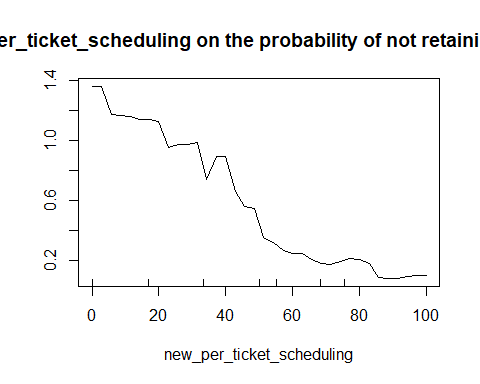 er_ticket_scheduling on the probability of not retaini
1.4
1.0
0.6
0.2
0 20 40 60 80 100
new_per_ticket_scheduling